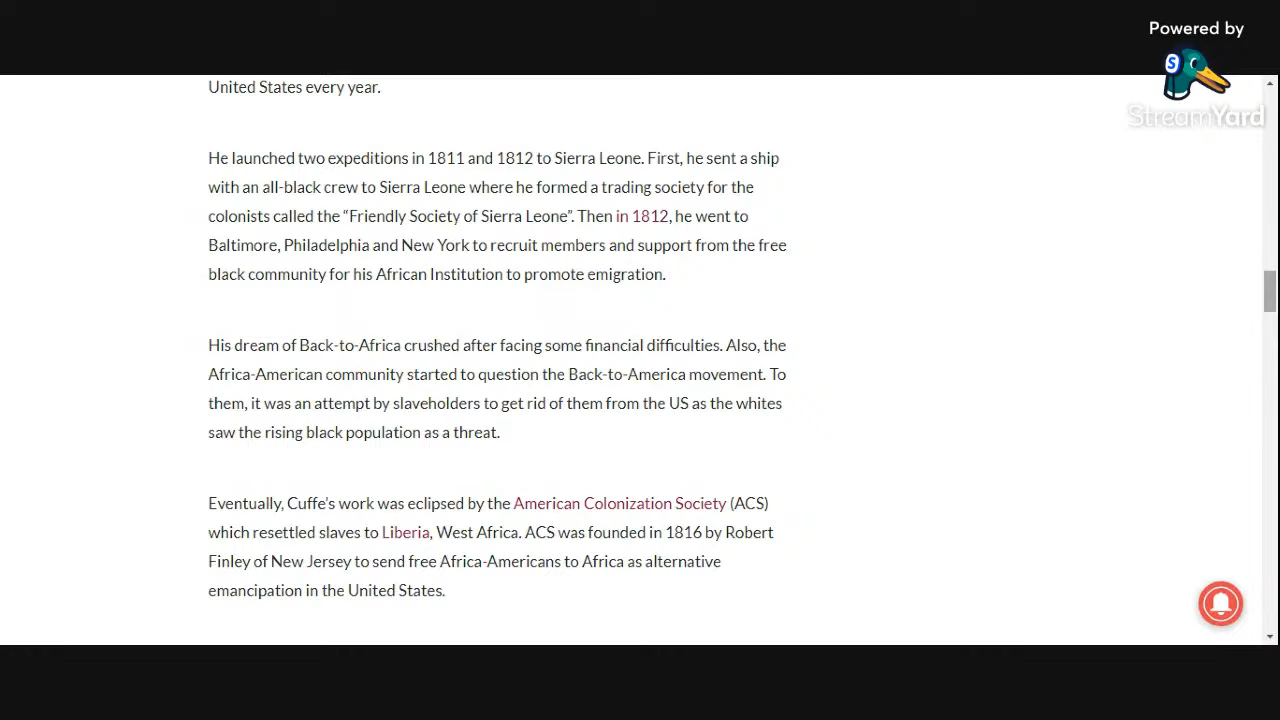 Powered by
S
StreamYard
United States every year.
He launched two expeditions in 1811 and 1812 to Sierra Leone. First, he sent a ship
with an all-black crew to Sierra Leone where he formed a trading society for the
colonists called the “Friendly Society of Sierra Leone”. Then in 1812, he went to
Baltimore, Philadelphia and New York to recruit members and support from the free
black community for his African Institution to promote emigration.
His dream of Back-to-Africa crushed after facing some financial difficulties. Also, the
Africa-American community started to question the Back-to-America movement. To
them, it was an attempt by slaveholders to get rid of them from the US as the whites
saw the rising black population as a threat.
Eventually, Cuffe’s work was eclipsed by the American Colonization Society (ACS)
which resettled slaves to Liberia, West Africa. ACS was founded in 1816 by Robert
Finley of New Jersey to send free Africa-Americans to Africa as alternative
emancipation in the United States.